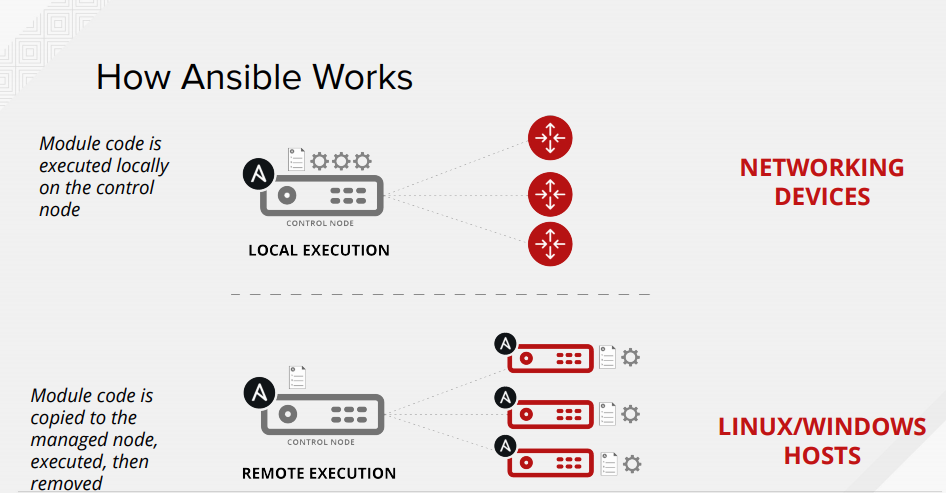 How Ansible Works
Module code is
executed locally
on the control
node
CONTROL NODE
LOCAL EXECUTION
NETWORKING
DEVICES
Module code is
copied to the
managed node,
executed, then
removed
CONTROL NODE
REMOTE EXECUTION
LINUX/WINDOWS
HOSTS